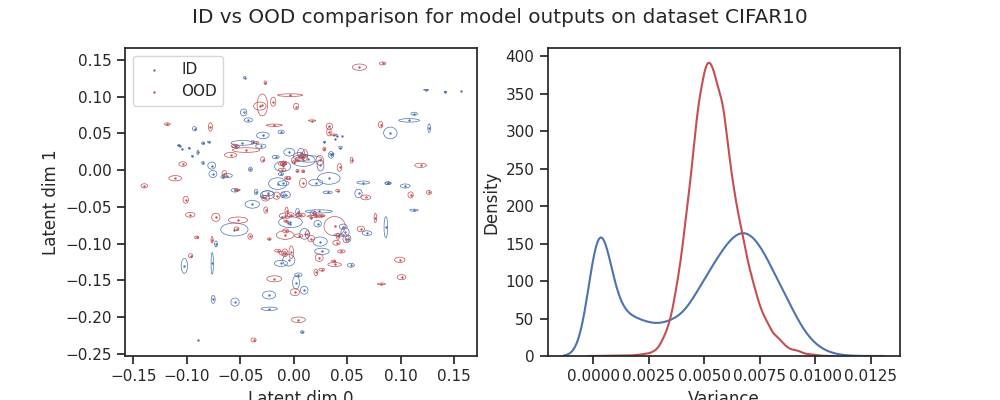 ID vs OOD comparison for model outputs on dataset CIFAR10
ID
OOD
Latent dim 1
0.15
0.10
0.05
0.00
−0.05
−0.10
−0.15
−0.20
−0.25
−0.15 −0.10 −0.05 0.00 0.05 0.10 0.15
Latent dim 0
Density
400
350
300
250
200
150
100
50
0
0.0000 0.0025 0.0050 0.0075 0.0100 0.0125
Variance